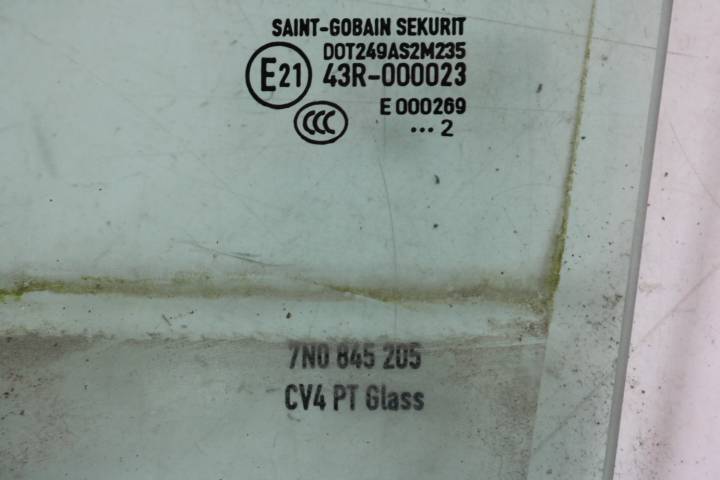 SAINT-GOBAIN SEKURIT
DOT249AS2M235
E21 43R-000023
E 000269
CCC
... 2
7N0 845 205
CV4 PT Glass